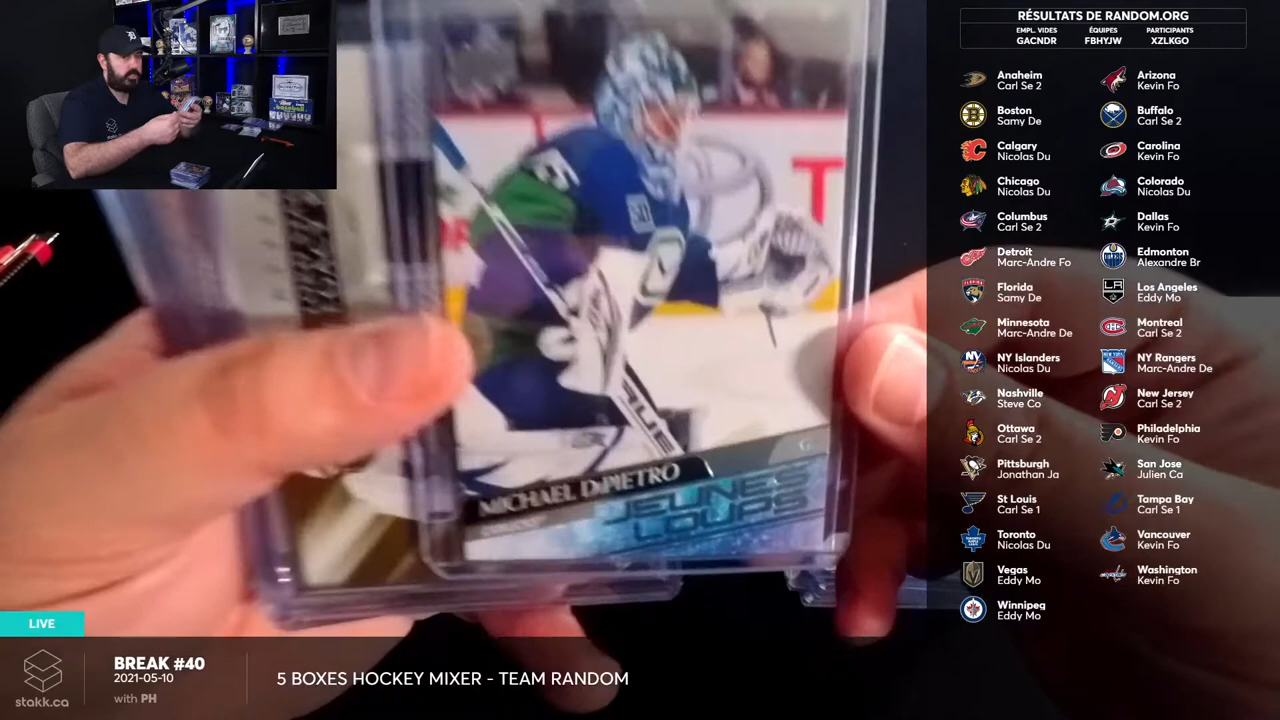 RÉSULTATS DE RANDOM.ORG
EMPL. VIDES ÉQUIPES PARTICIPANTS
GACNDR FBHYJW XZLKGO
Anaheim
Carl Se 2
Arizona
Kevin Fo
Boston
Samy De
Buffalo
Carl Se 2
Calgary
Nicolas Du
Carolina
Kevin Fo
Chicago
Nicolas Du
Colorado
Nicolas Du
Columbus
Carl Se 2
Dallas
Kevin Fo
Detroit
Marc-Andre Fo
Edmonton
Alexandre Br
Florida
Samy De
Los Angeles
Eddy Mo
Minnesota
Marc-Andre De
Montreal
Carl Se 2
NY Islanders
Nicolas Du
NY Rangers
Marc-Andre De
Nashville
Steve Co
New Jersey
Carl Se 2
Ottawa
Carl Se 2
Philadelphia
Kevin Fo
Pittsburgh
Jonathan Ja
San Jose
Julien Ca
St Louis
Carl Se 1
Tampa Bay
Carl Se 1
Toronto
Nicolas Du
Vancouver
Kevin Fo
Vegas
Eddy Mo
Washington
Kevin Fo
Winnipeg
Eddy Mo
MICHAEL DIPIETRO
G
JEUNES
LOUPS
LIVE
BREAK #40
2021-05-10
with PH
stakk.ca
5 BOXES HOCKEY MIXER - TEAM RANDOM